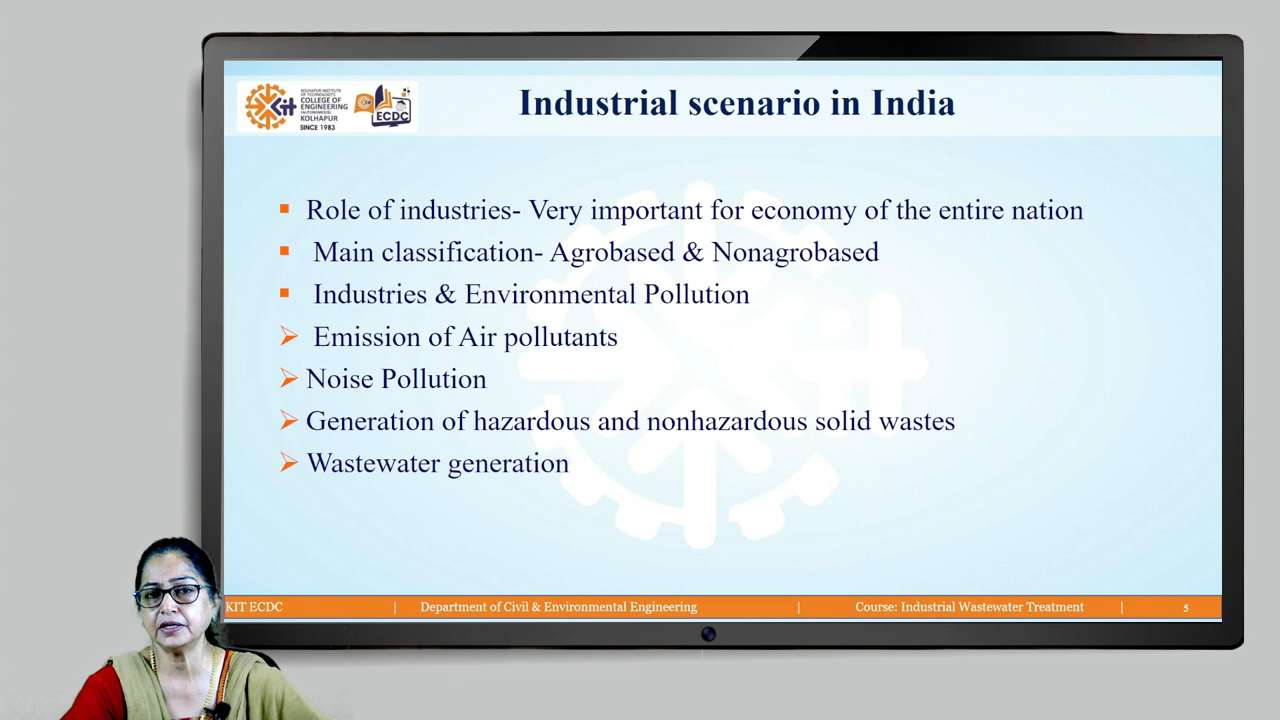 KOLHAPUR INSTITUTE
OF TECHNOLOGY'S
COLLEGE OF
ENGINEERING
(AUTONOMOUS),
KOLHAPUR
SINCE 1983
ECDC
Industrial scenario in India
Role of industries- Very important for economy of the entire nation
Main classification- Agrobased & Nonagrobased
Industries & Environmental Pollution
Emission of Air pollutants
Noise Pollution
Generation of hazardous and nonhazardous solid wastes
Wastewater generation
KIT ECDC | Department of Civil & Environmental Engineering | Course: Industrial Wastewater Treatment | 5